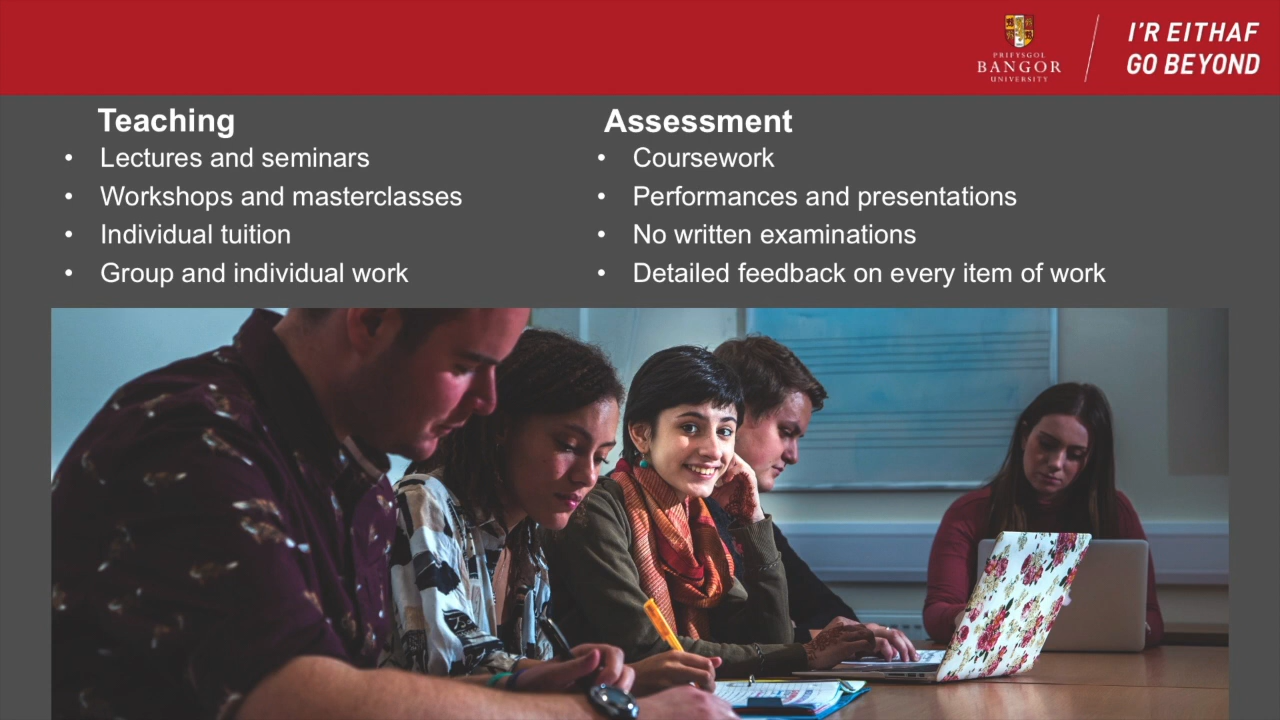 PRIFYSGOL
BANGOR
UNIVERSITY
I'R EITHAF
GO BEYOND
Teaching
• Lectures and seminars
• Workshops and masterclasses
• Individual tuition
• Group and individual work
Assessment
• Coursework
• Performances and presentations
• No written examinations
• Detailed feedback on every item of work